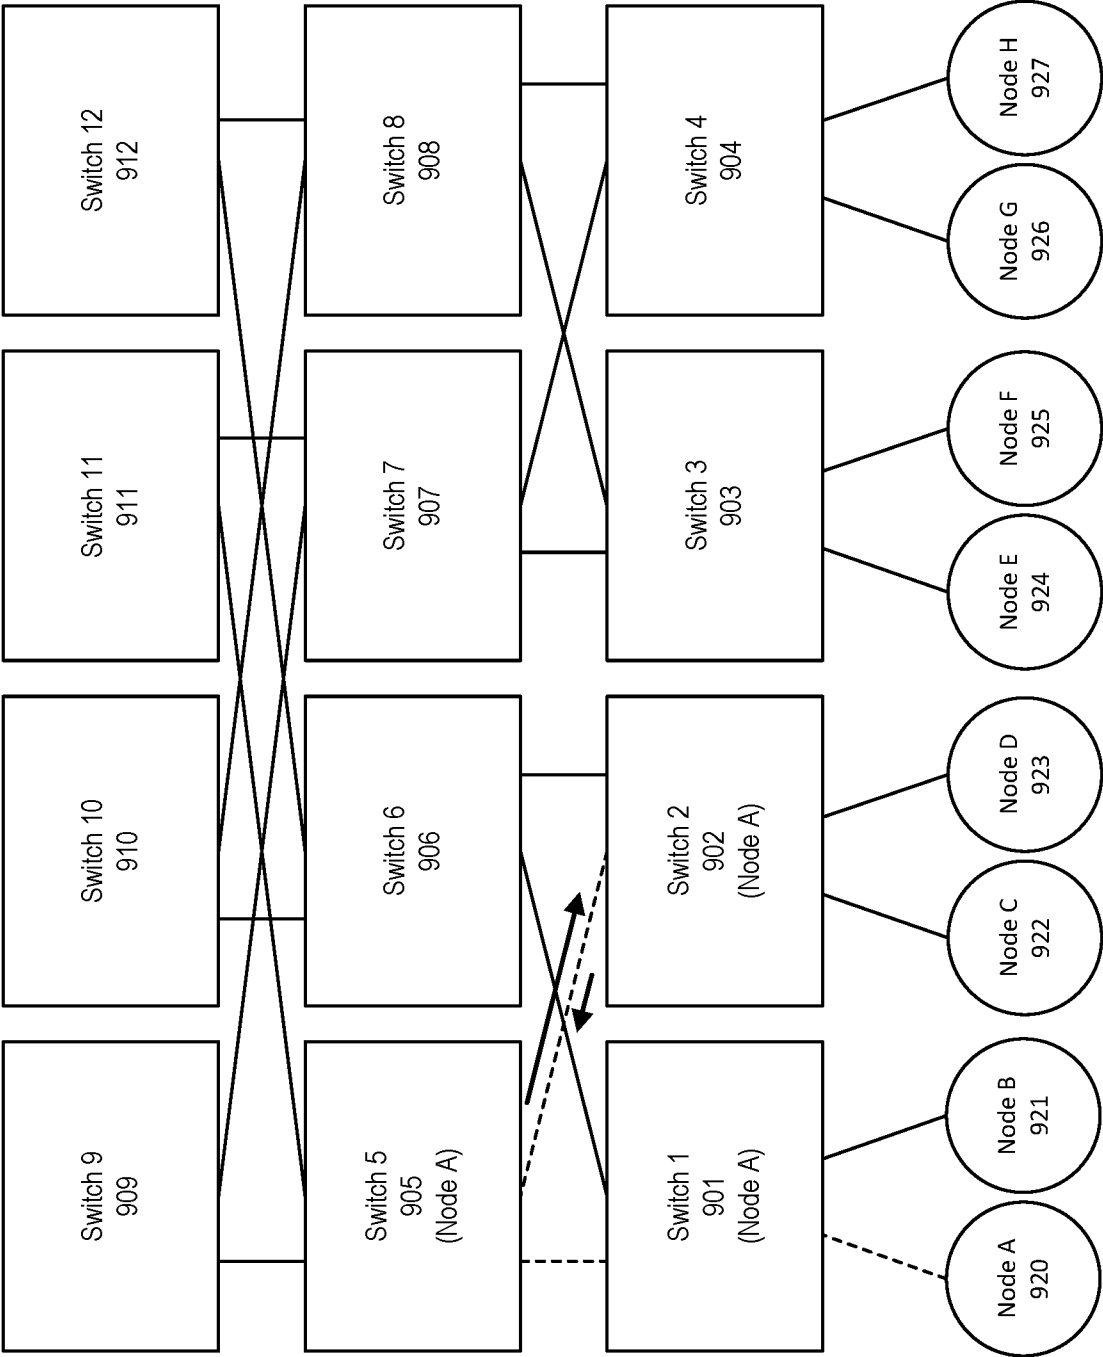 Switch 9
909
Switch 10
910
Switch 11
911
Switch 12
912
Switch 5
905
(Node A)
Switch 6
906
Switch 7
907
Switch 8
908
Switch 1
901
(Node A)
Switch 2
902
(Node A)
Switch 3
903
Switch 4
904
Node A
920
Node B
921
Node C
922
Node D
923
Node E
924
Node F
925
Node G
926
Node H
927